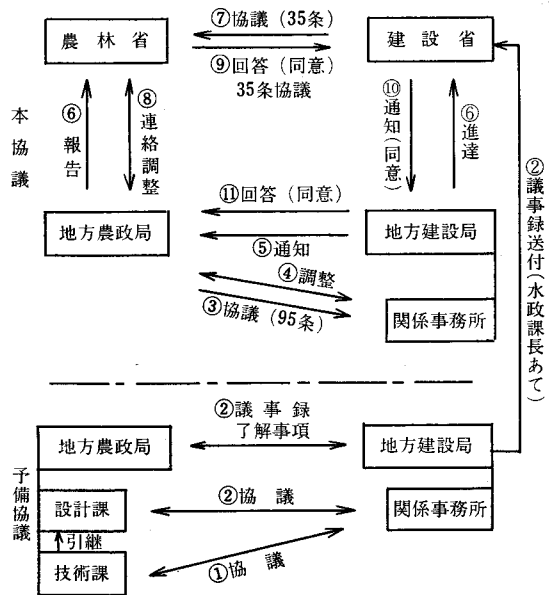 ⑦協議（35条）
農林省
建設省
⑨回答（同意）
35条協議
本協議
⑥報告
⑧連絡調整
⑩通知（同意）
⑥進達
②議事録送付（水政課長あて）
⑪回答（同意）
地方農政局
地方建設局
⑤通知
④調整
③協議（95条）
関係事務所
②議事録
了解事項
地方農政局
地方建設局
予備協議
②協議
設計課
関係事務所
引継
技術課
①協議